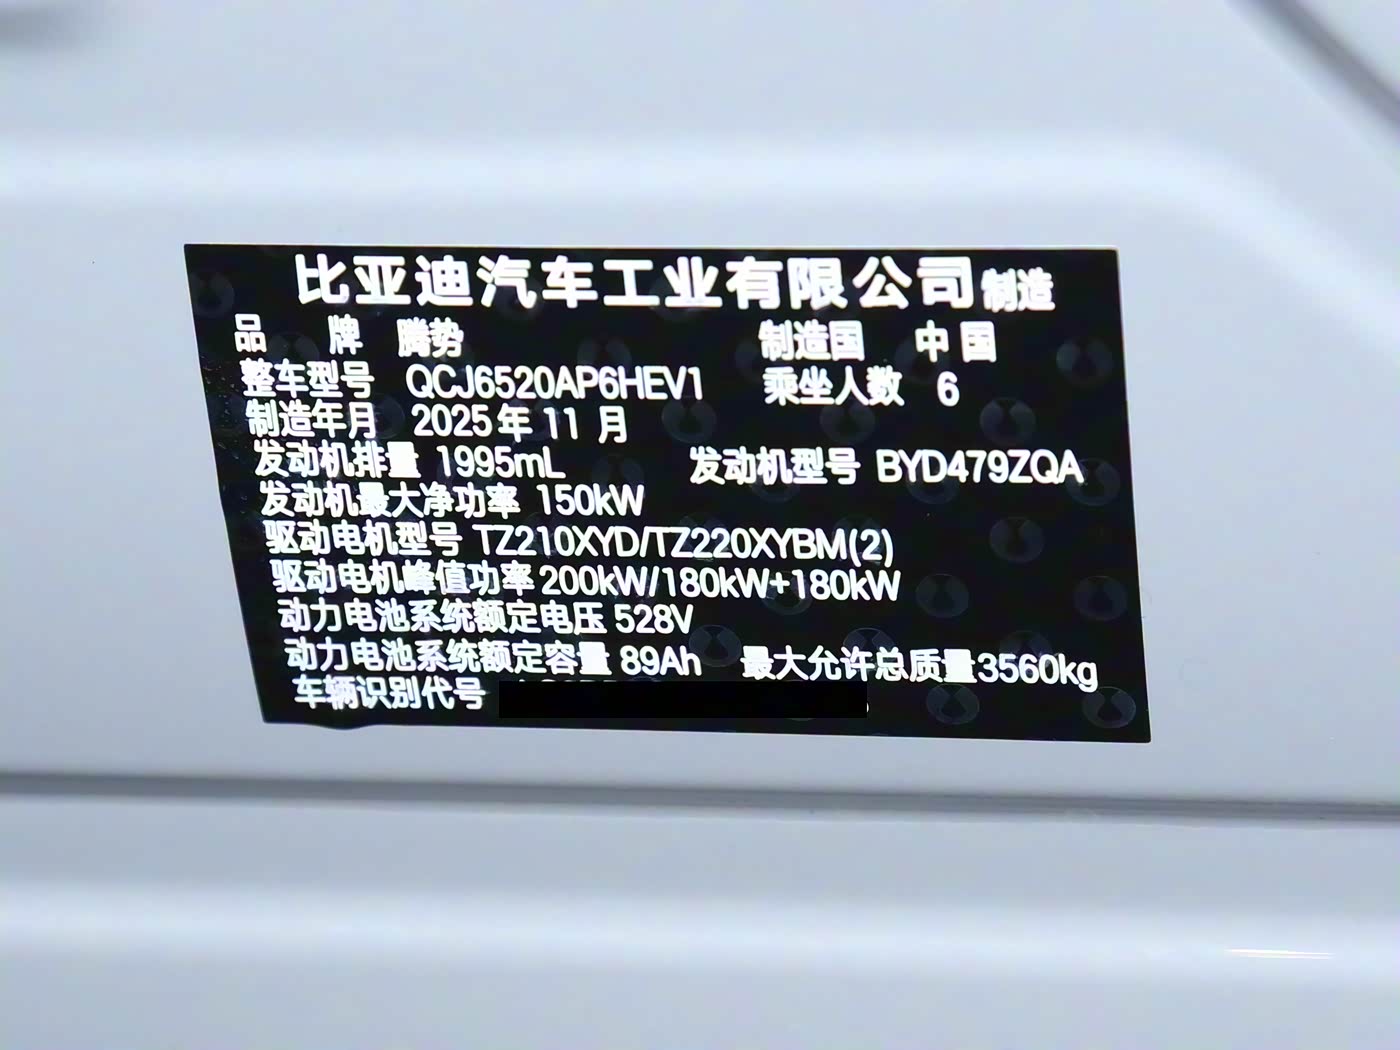 比亚迪汽车工业有限公司制造
品 牌 腾势 制造国 中国
整车型号 QCJ6520AP6HEV1 乘坐人数 6
制造年月 2025年11月
发动机排量 1995mL 发动机型号 BYD479ZQA
发动机最大净功率 150kW
驱动电机型号 TZ210XYD/TZ220XYBM(2)
驱动电机峰值功率 200kW/180kW+180kW
动力电池系统额定电压 528V
动力电池系统额定容量 89Ah 最大允许总质量3560kg
车辆识别代号